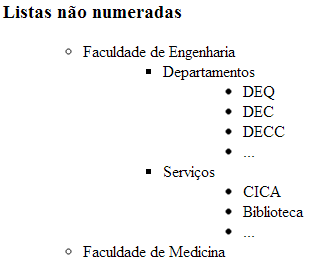 Listas não numeradas
Faculdade de Engenharia
Departamentos
DEQ
DEC
DECC
...
Serviços
CICA
Biblioteca
...
Faculdade de Medicina